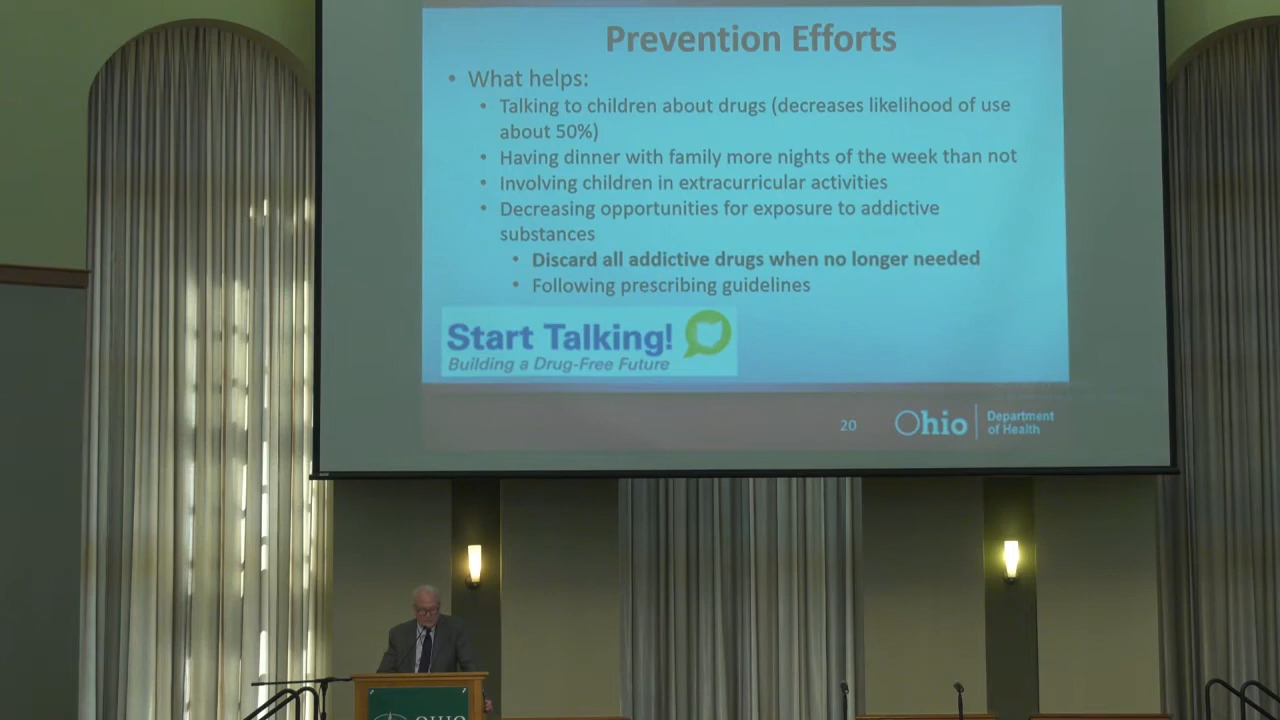 Prevention Efforts
• What helps:
• Talking to children about drugs (decreases likelihood of use
about 50%)
• Having dinner with family more nights of the week than not
• Involving children in extracurricular activities
• Decreasing opportunities for exposure to addictive
substances
• Discard all addictive drugs when no longer needed
• Following prescribing guidelines
Start Talking!
Building a Drug-Free Future
20
Ohio
Department
of Health
OHIO